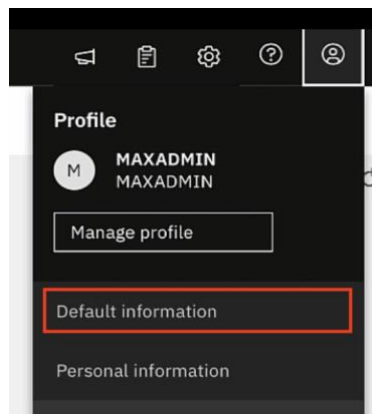 Profile
M
MAXADMIN
MAXADMIN
Manage profile
Default information
Personal information